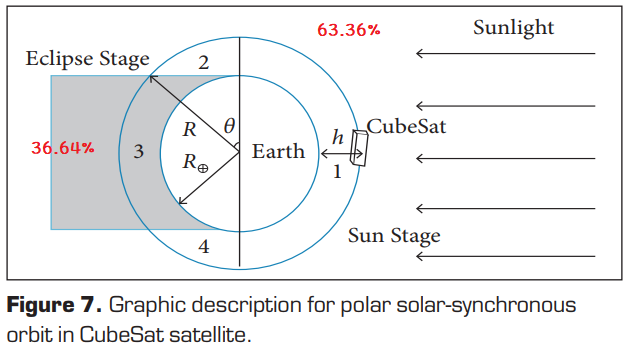 63.36%
Sunlight
Eclipse Stage
2
CubeSat
R
θ
h
36.64%
3
Earth
R⊕
1
4
Sun Stage
Figure 7. Graphic description for polar solar-synchronous
orbit in CubeSat satellite.